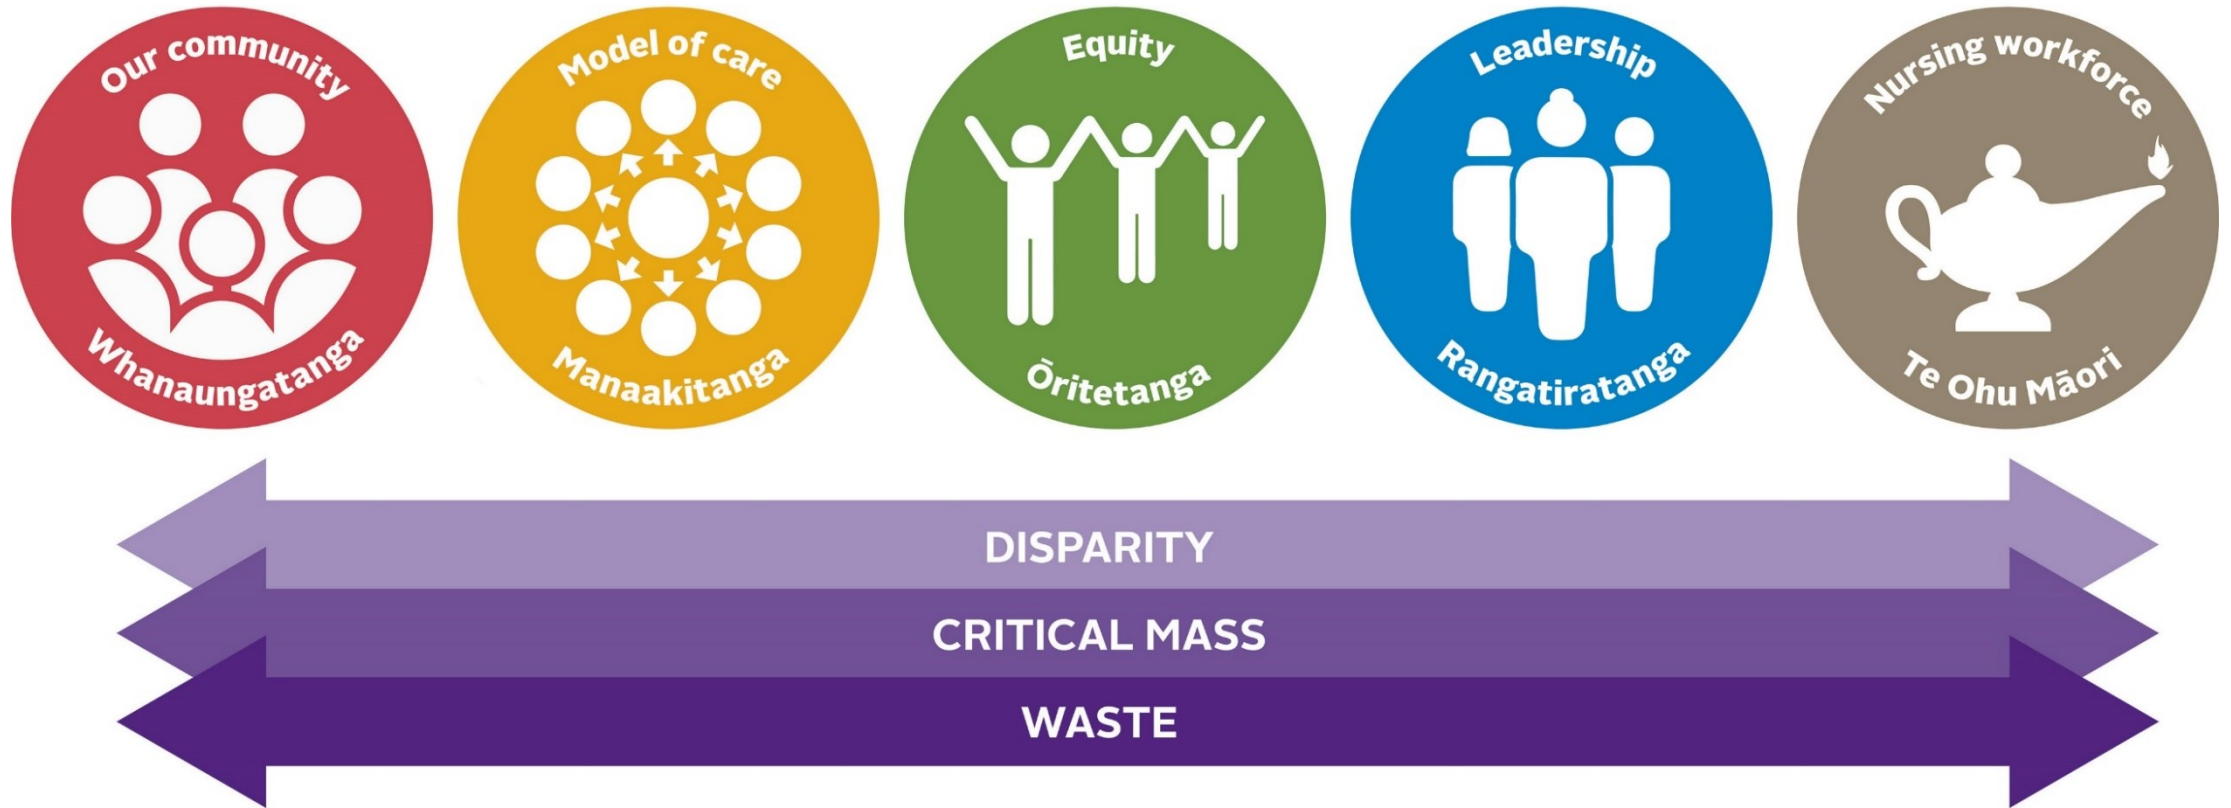 Our community
Whanaungatanga
Model of care
Manaakitanga
Equity
Ōritetanga
Leadership
Rangatiratanga
Nursing workforce
Te Ohu Māori
DISPARITY
CRITICAL MASS
WASTE